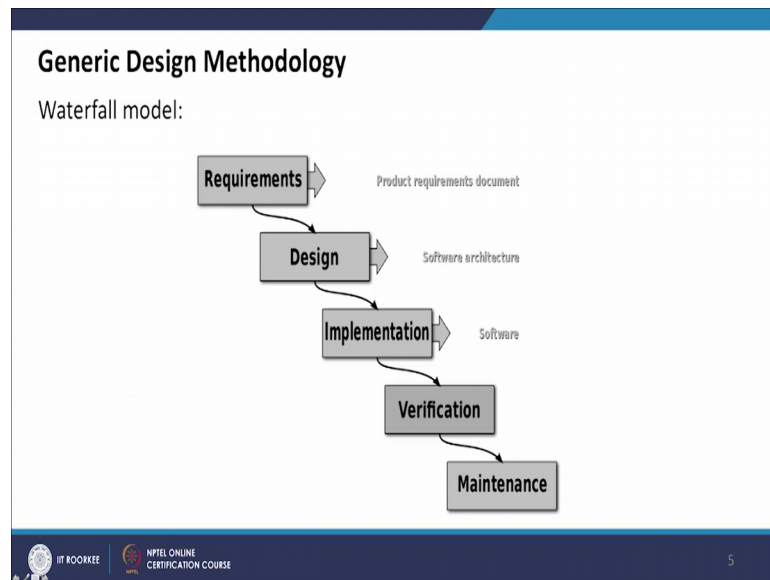 Generic Design Methodology
Waterfall model:
Requirements
Product requirements document
Design
Software architecture
Implementation
Software
Verification
Maintenance
IIT ROORKEE
NPTEL ONLINE
CERTIFICATION COURSE
5